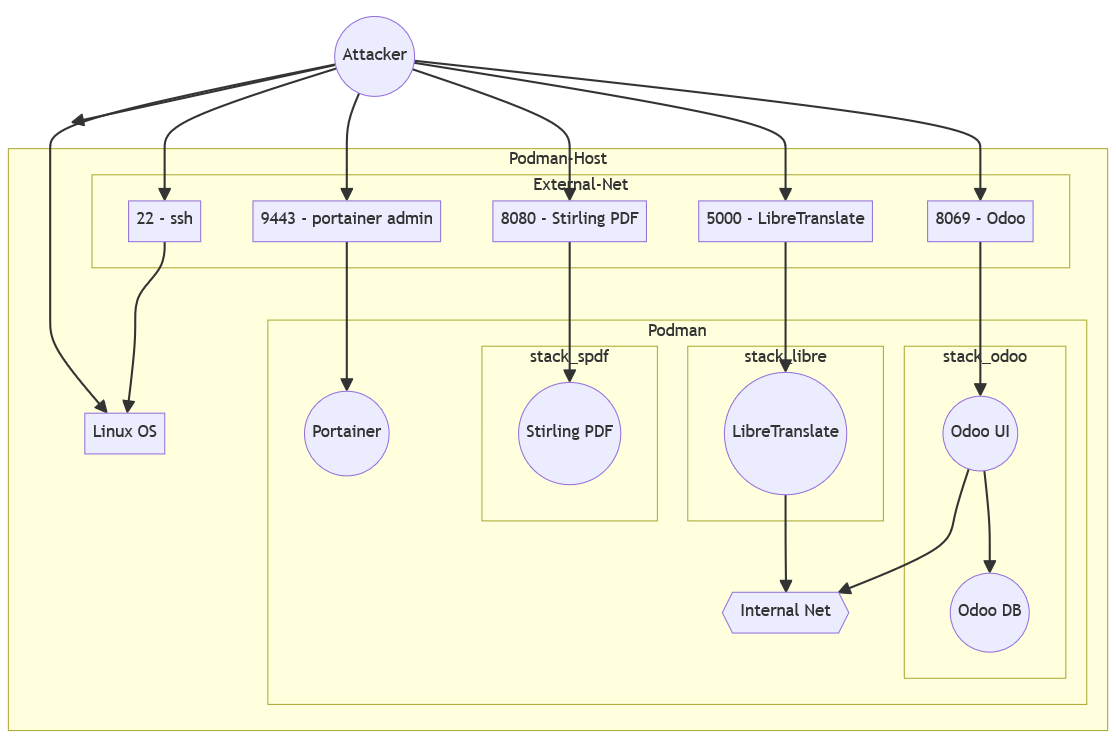 Attacker
Podman-Host
External-Net
22 - ssh
9443 - portainer admin
8080 - Stirling PDF
5000 - LibreTranslate
8069 - Odoo
Podman
stack_spdf
stack_libre
stack_odoo
Linux OS
Portainer
Stirling PDF
LibreTranslate
Odoo UI
Internal Net
Odoo DB